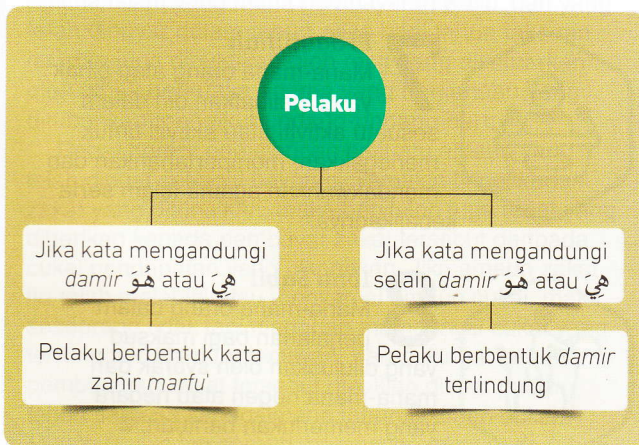 Pelaku
Jika kata mengandungi
damir هُوَ atau هِيَ
Pelaku berbentuk kata
zahir marfu'
Jika kata mengandungi
selain damir هُوَ atau هِيَ
Pelaku berbentuk damir
terlindung